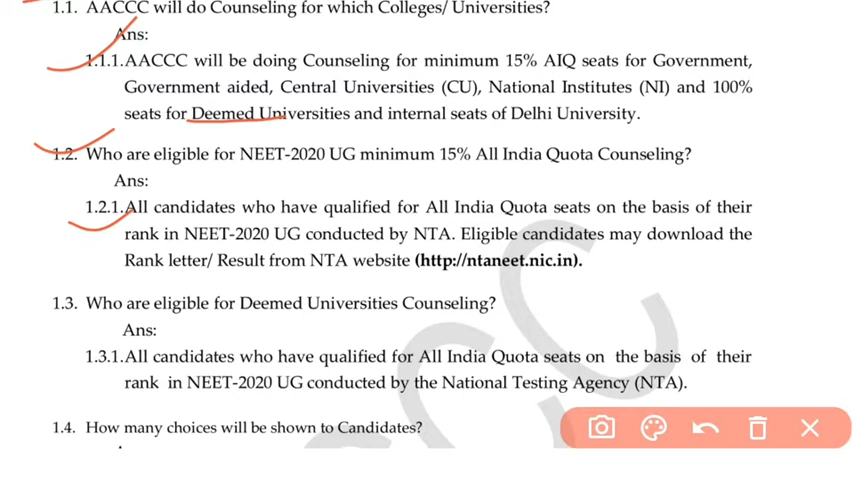 1.1. AACCC will do Counseling for which Colleges/ Universities?
Ans:
1.1.1.AACCC will be doing Counseling for minimum 15% AIQ seats for Government,
Government aided, Central Universities (CU), National Institutes (NI) and 100%
seats for Deemed Universities and internal seats of Delhi University.
1.2. Who are eligible for NEET-2020 UG minimum 15% All India Quota Counseling?
Ans:
1.2.1.All candidates who have qualified for All India Quota seats on the basis of their
rank in NEET-2020 UG conducted by NTA. Eligible candidates may download the
Rank letter/ Result from NTA website (http://ntaneet.nic.in).
1.3. Who are eligible for Deemed Universities Counseling?
Ans:
1.3.1.All candidates who have qualified for All India Quota seats on the basis of their
rank in NEET-2020 UG conducted by the National Testing Agency (NTA).
1.4. How many choices will be shown to Candidates?